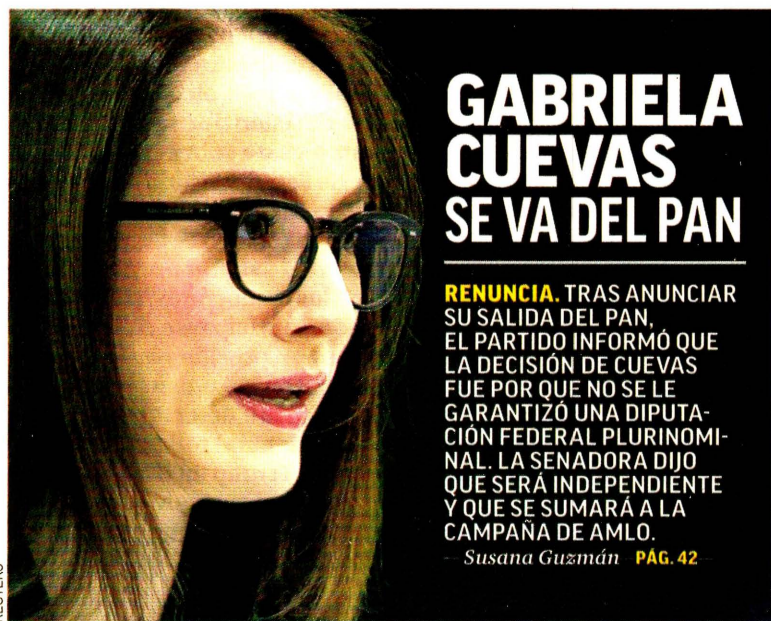 GABRIELA
CUEVAS
SE VA DEL PAN
RENUNCIA. TRAS ANUNCIAR
SU SALIDA DEL PAN,
EL PARTIDO INFORMÓ QUE
LA DECISIÓN DE CUEVAS
FUE POR QUE NO SE LE
GARANTIZÓ UNA DIPUTA-
CIÓN FEDERAL PLURINOMI-
NAL. LA SENADORA DIJO
QUE SERÁ INDEPENDIENTE
Y QUE SE SUMARÁ A LA
CAMPAÑA DE AMLO.
— Susana Guzmán PÁG. 42